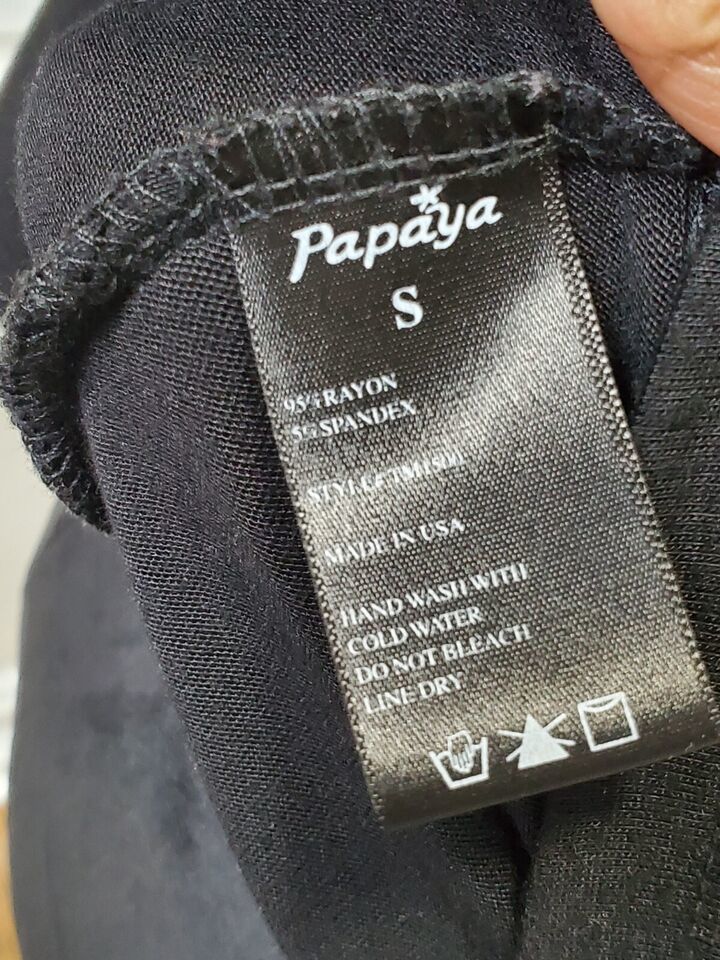 Papaya
S
95% RAYON
5% SPANDEX
STYLE#
MADE IN USA
HAND WASH WITH
COLD WATER
DO NOT BLEACH
LINE DRY